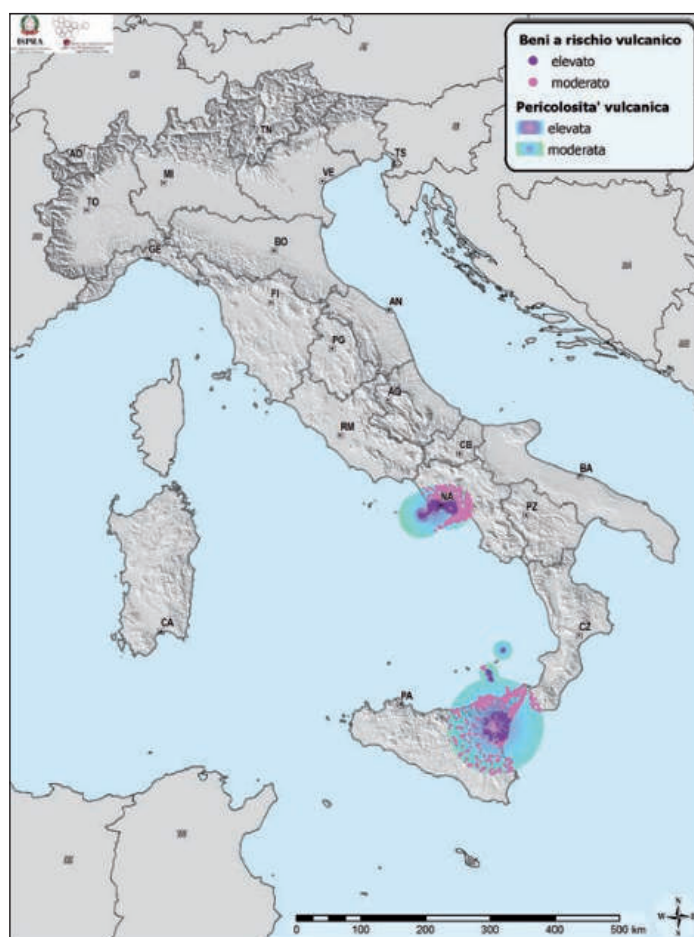 ISPRA
Beni a rischio vulcanico
elevato
moderato
Pericolosita' vulcanica
elevata
moderata
TN
AO
TS
MI
VE
TO
BO
GE
FI
AN
PG
AQ
RM
CB
BA
NA
PZ
CA
CZ
PA
N
W
S
0 100 200 300 400 500 km